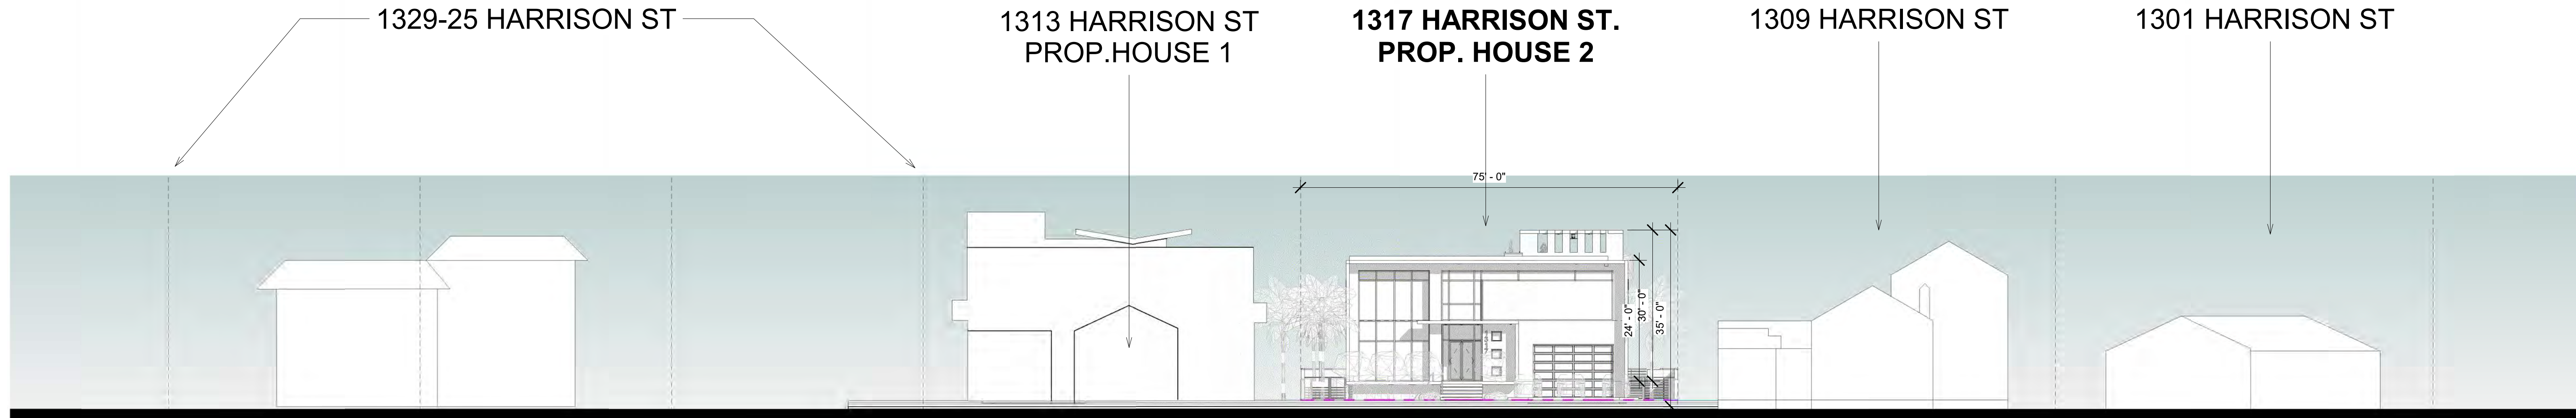 1329-25 HARRISON ST
1313 HARRISON ST
PROP.HOUSE 1
1317 HARRISON ST.
PROP. HOUSE 2
1309 HARRISON ST
1301 HARRISON ST
75' - 0"
24' - 0"
30' - 0"
35' - 0"